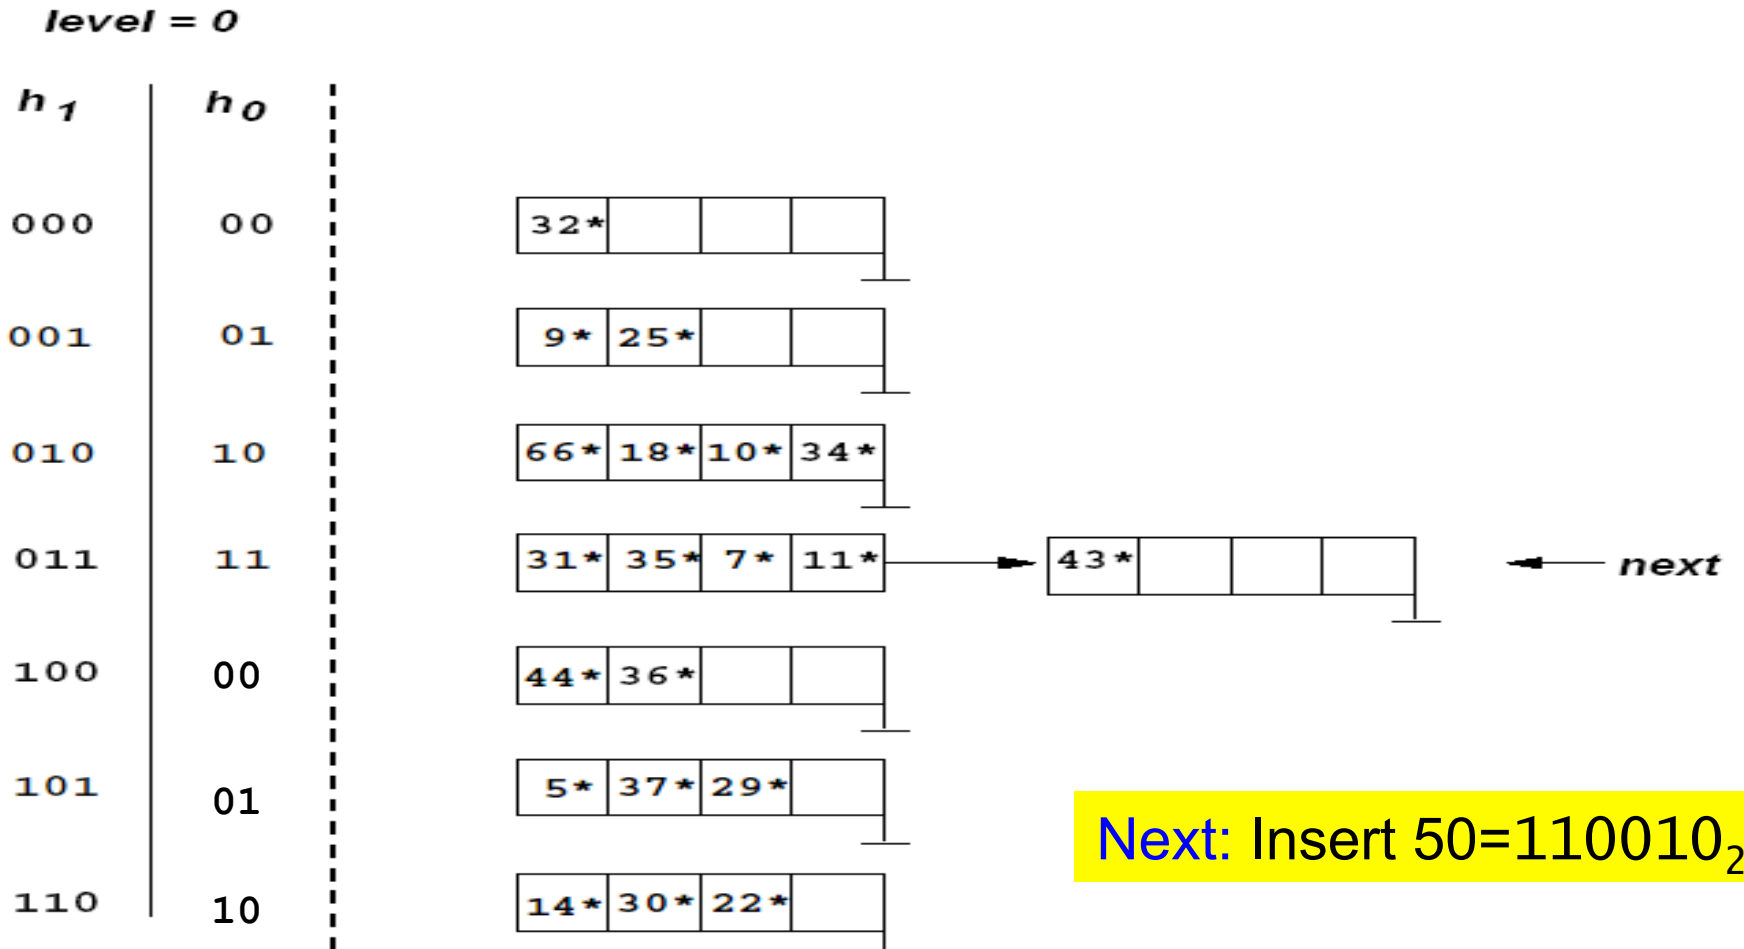 level = 0
h1 h0
000 00 32*
001 01 9* 25*
010 10 66* 18* 10* 34*
011 11 31* 35* 7* 11* 43* next
100 00 44* 36*
101 01 5* 37* 29*
Next: Insert 50=110010₂
110 10 14* 30* 22*